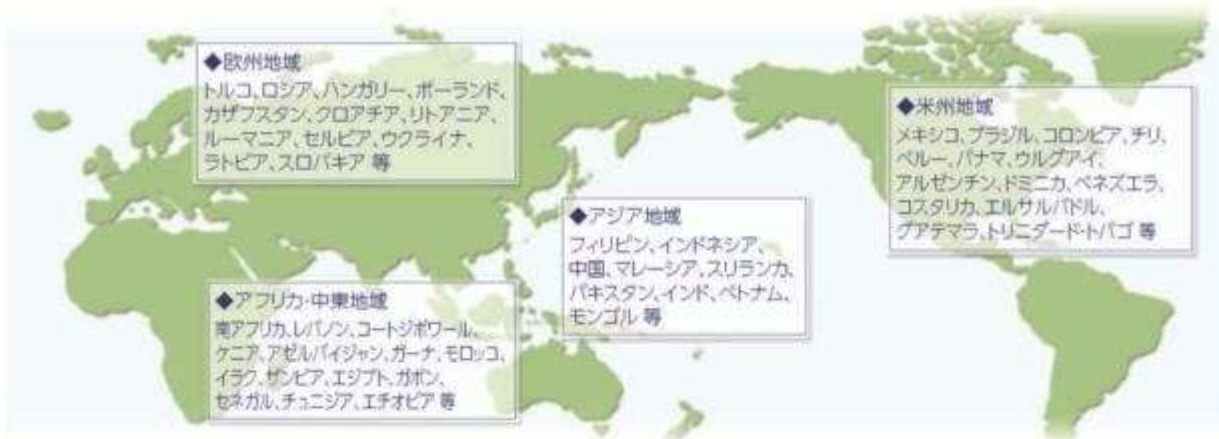 ◆欧州地域
トルコ、ロシア、ハンガリー、ポーランド、
カザフスタン、クロアチア、リトアニア、
ルーマニア、セルビア、ウクライナ、
ラトビア、スロバキア 等
◆米州地域
メキシコ、ブラジル、コロンビア、チリ、
ペルー、パナマ、ウルグアイ、
アルゼンチン、ドミニカ、ベネズエラ、
コスタリカ、エルサルバドル、
グアテマラ、トリニダード・トバゴ 等
◆アジア地域
フィリピン、インドネシア、
中国、マレーシア、スリランカ、
パキスタン、インド、ベトナム、
モンゴル 等
◆アフリカ・中東地域
南アフリカ、レバノン、コートジボワール、
ケニア、アゼルバイジャン、ガーナ、モロッコ、
イラク、ザンビア、エジプト、ガボン、
セネガル、チュニジア、エチオピア 等